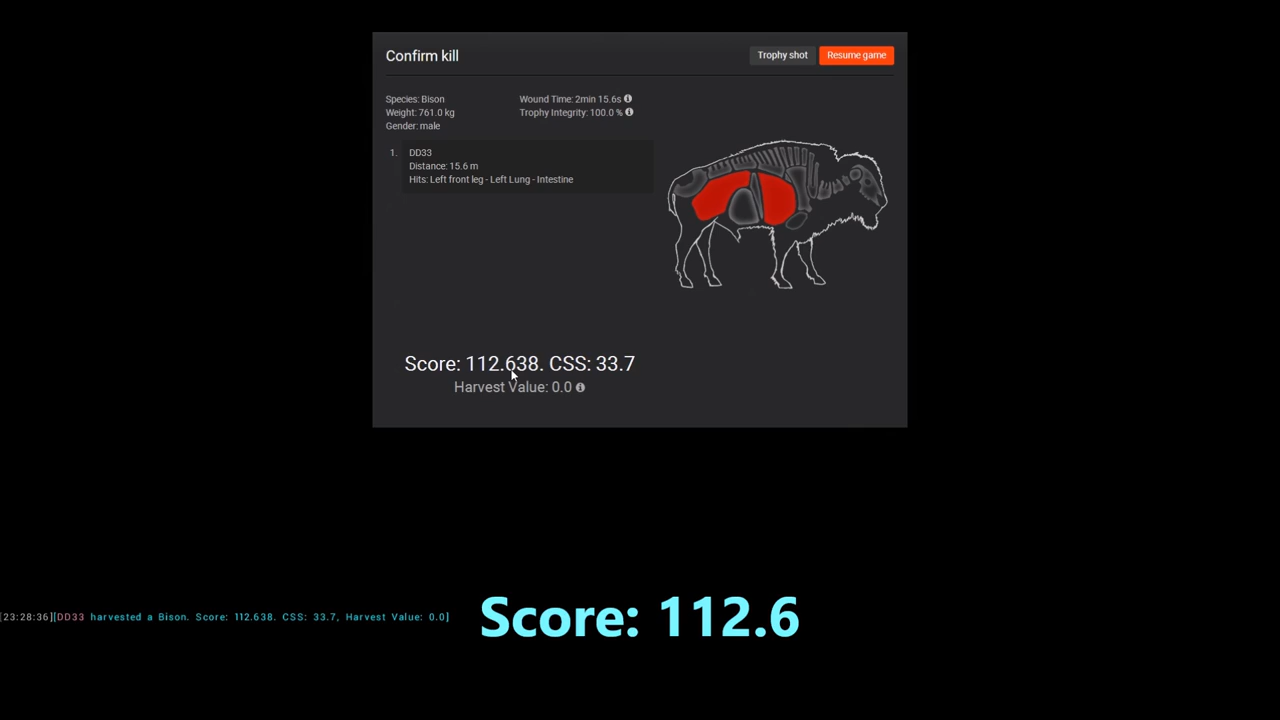 Confirm kill
Trophy shot
Resume game
Species: Bison
Weight: 761.0 kg
Gender: male
Wound Time: 2min 15.6s
Trophy Integrity: 100.0 %
1.
DD33
Distance: 15.6 m
Hits: Left front leg - Left Lung - Intestine
Score: 112.638. CSS: 33.7
Harvest Value: 0.0
[23:28:36][DD33 harvested a Bison. Score: 112.638. CSS: 33.7, Harvest Value: 0.0]
Score: 112.6